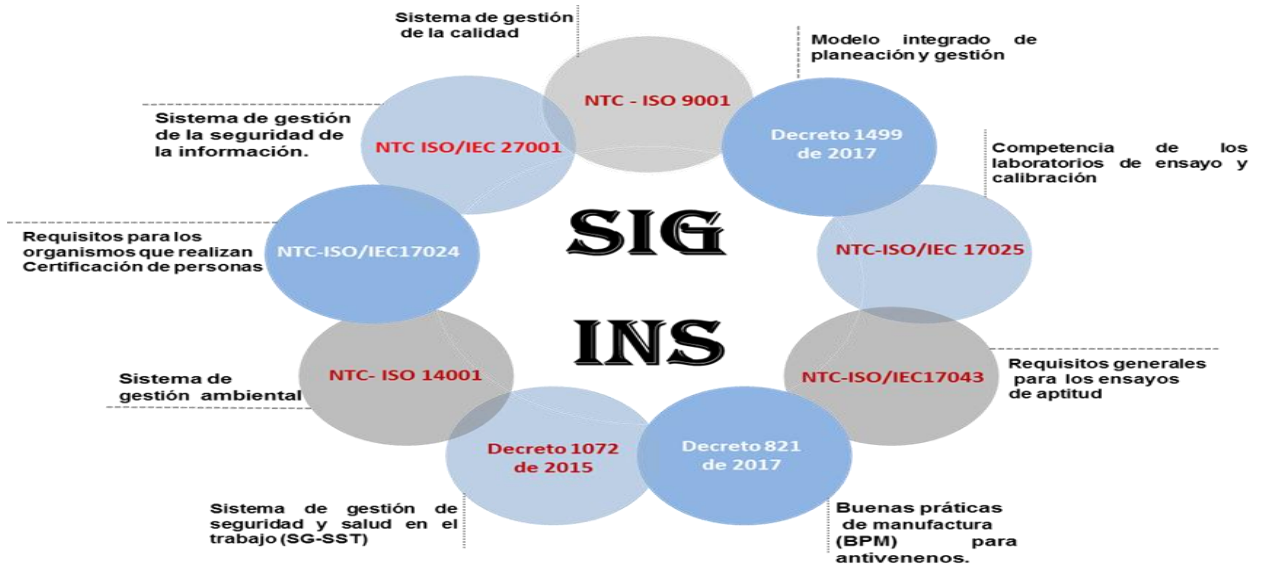 Sistema de gestión
de la calidad
NTC - ISO 9001
Modelo integrado de
planeación y gestión
Decreto 1499
de 2017
Competencia de los
laboratorios de ensayo y
calibración
NTC-ISO/IEC 17025
Requisitos generales
para los ensayos
de aptitud
NTC-ISO/IEC17043
Buenas práticas
de manufactura
(BPM) para
antivenenos.
Decreto 821
de 2017
Sistema de gestión de
seguridad y salud en el
trabajo (SG-SST)
Decreto 1072
de 2015
Sistema de
gestión ambiental
NTC- ISO 14001
Requisitos para los
organismos que realizan
Certificación de personas
NTC-ISO/IEC17024
Sistema de gestión
de la seguridad de
la información.
NTC ISO/IEC 27001
SIG
INS